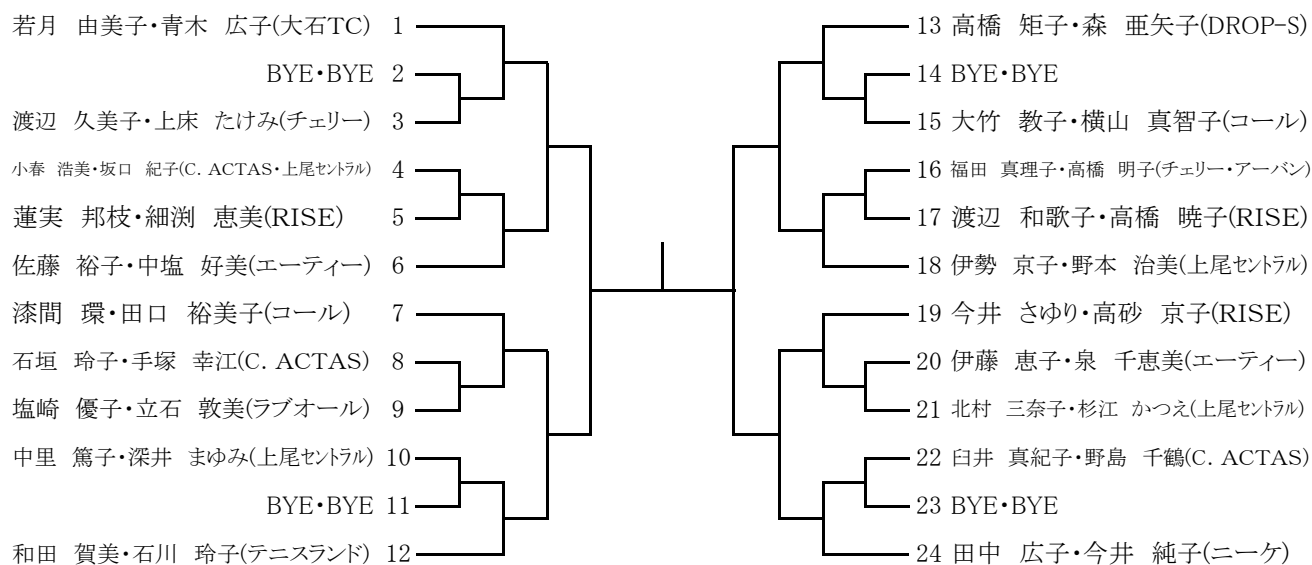 若月 由美子・青木 広子(大石TC) 1
BYE・BYE 2
渡辺 久美子・上床 たけみ(チェリー) 3
小春 浩美・坂口 紀子(C. ACTAS・上尾セントラル) 4
蓮実 邦枝・細渕 恵美(RISE) 5
佐藤 裕子・中塩 好美(エーティー) 6
漆間 環・田口 裕美子(コール) 7
石垣 玲子・手塚 幸江(C. ACTAS) 8
塩崎 優子・立石 敦美(ラブオール) 9
中里 篤子・深井 まゆみ(上尾セントラル) 10
BYE・BYE 11
和田 賀美・石川 玲子(テニスランド) 12
13 高橋 矩子・森 亜矢子(DROP-S)
14 BYE・BYE
15 大竹 教子・横山 真智子(コール)
16 福田 真理子・高橋 明子(チェリー・アーバン)
17 渡辺 和歌子・高橋 暁子(RISE)
18 伊勢 京子・野本 治美(上尾セントラル)
19 今井 さゆり・高砂 京子(RISE)
20 伊藤 恵子・泉 千恵美(エーティー)
21 北村 三奈子・杉江 かつえ(上尾セントラル)
22 臼井 真紀子・野島 千鶴(C. ACTAS)
23 BYE・BYE
24 田中 広子・今井 純子(ニーケ)